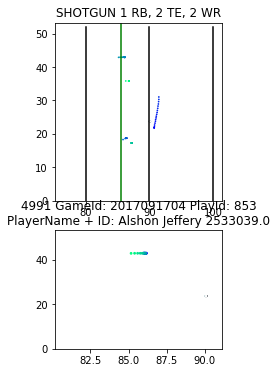 SHOTGUN 1 RB, 2 TE, 2 WR
50
40
30
20
10
0
80 90 100
4991 GameId: 2017091704 PlayId: 853
PlayerName + ID: Alshon Jeffery 2533039.0
40
20
0
82.5 85.0 87.5 90.0